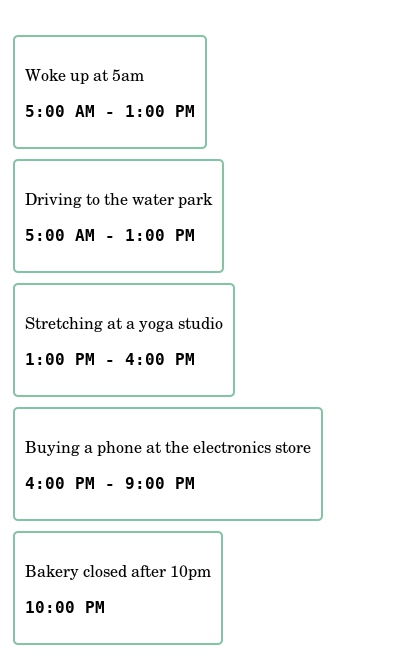 Woke up at 5am
5:00 AM - 1:00 PM
Driving to the water park
5:00 AM - 1:00 PM
Stretching at a yoga studio
1:00 PM - 4:00 PM
Buying a phone at the electronics store
4:00 PM - 9:00 PM
Bakery closed after 10pm
10:00 PM